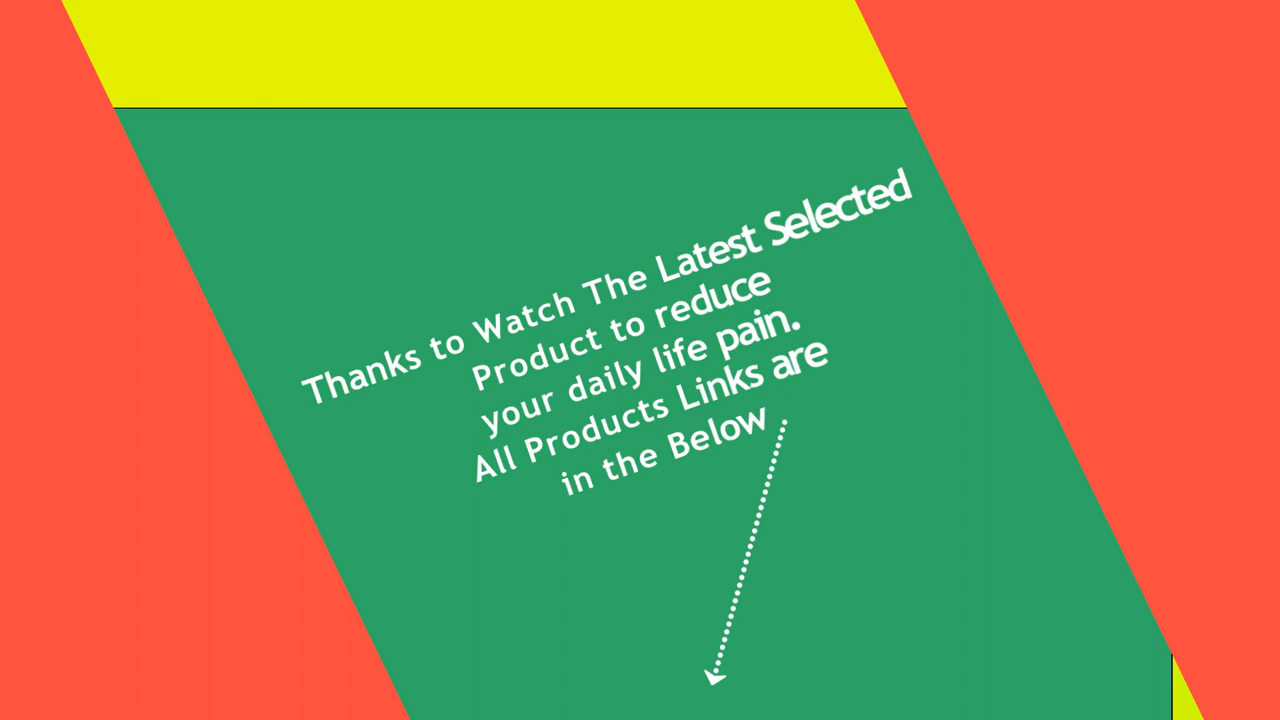 Thanks to Watch The Latest Selected
Product to reduce
your daily life pain.
All Products Links are
in the Below